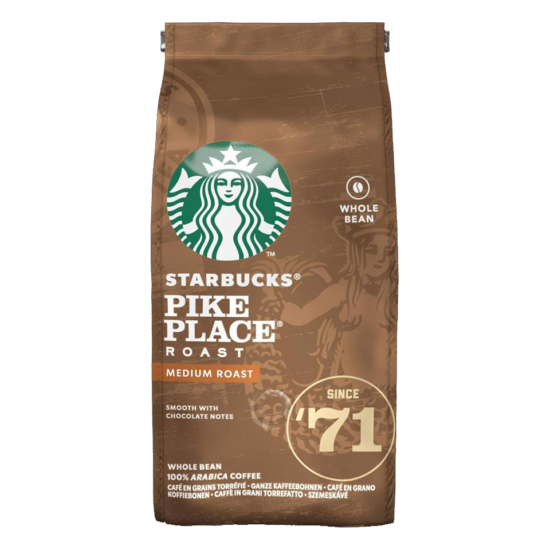 WHOLE
BEAN
™
STARBUCKS®
PIKE
PLACE®
ROAST
MEDIUM ROAST
SMOOTH WITH
CHOCOLATE NOTES
SINCE
'71
WHOLE BEAN
100% ARABICA COFFEE
CAFÉ EN GRAINS TORRÉFIÉ • GANZE KAFFEEBOHNEN • CAFÉ EN GRANO
KOFFIEBONEN • CAFFÈ IN GRANI TORREFATTO • SZEMESKÁVÉ